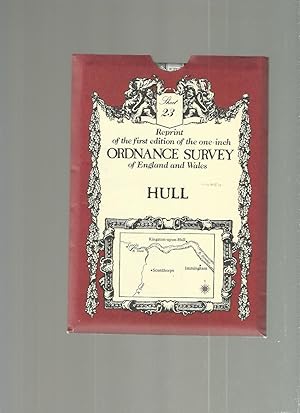 Sheet
23
Reprint
of the first edition of the one-inch
ORDNANCE SURVEY
of England and Wales
HULL
Kingston-upon-Hull
Scunthorpe
Immingham